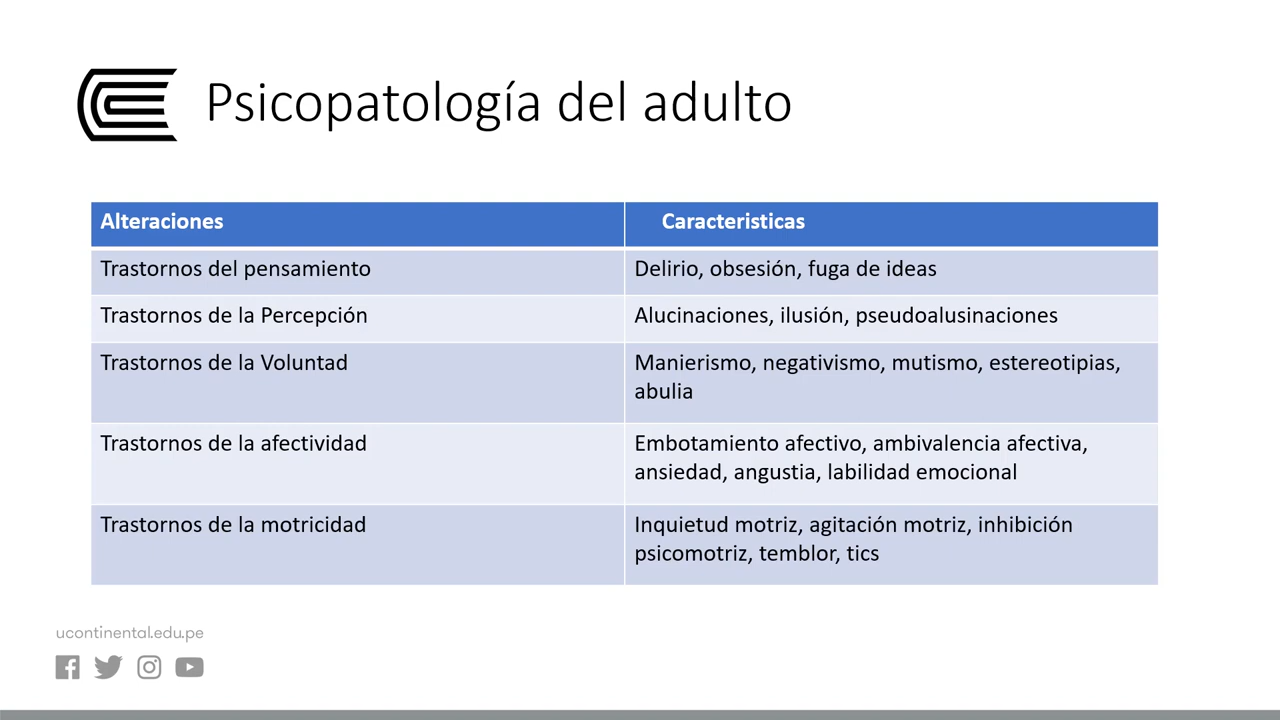 Psicopatología del adulto
Alteraciones
Caracteristicas
Trastornos del pensamiento
Delirio, obsesión, fuga de ideas
Trastornos de la Percepción
Alucinaciones, ilusión, pseudoalusinaciones
Trastornos de la Voluntad
Manierismo, negativismo, mutismo, estereotipias,
abulia
Trastornos de la afectividad
Embotamiento afectivo, ambivalencia afectiva,
ansiedad, angustia, labilidad emocional
Trastornos de la motricidad
Inquietud motriz, agitación motriz, inhibición
psicomotriz, temblor, tics
ucontinental.edu.pe